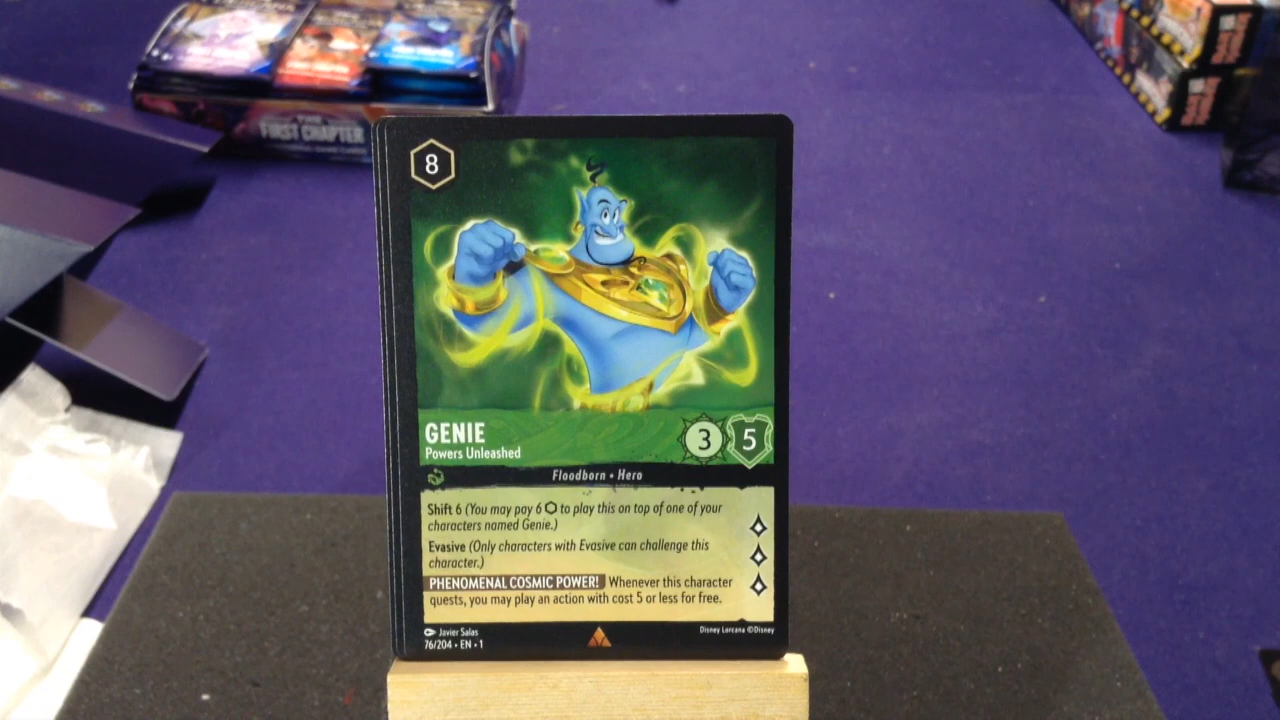 FIRST CHAPTER
8
GENIE
Powers Unleashed
3
5
Floodborn • Hero
Shift 6 (You may pay 6 ⬡ to play this on top of one of your
characters named Genie.)
Evasive (Only characters with Evasive can challenge this
character.)
PHENOMENAL COSMIC POWER! Whenever this character
quests, you may play an action with cost 5 or less for free.
Javier Salas
Disney Lorcana ©Disney
76/204 • EN • 1